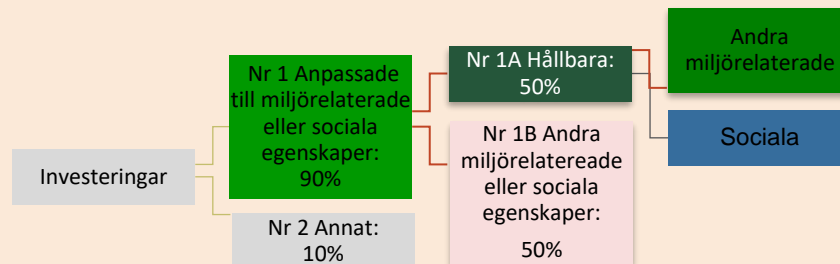 Investeringar
Nr 1 Anpassade
till miljörelaterade
eller sociala
egenskaper:
90%
Nr 2 Annat:
10%
Nr 1A Hållbara:
50%
Nr 1B Andra
miljörelatereade
eller sociala
egenskaper:
50%
Andra
miljörelaterade
Sociala